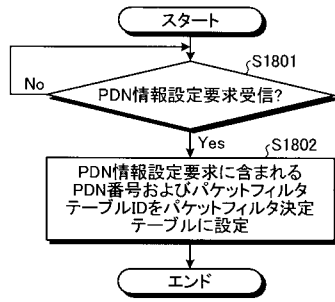 スタート
S1801
No
PDN情報設定要求受信?
Yes
S1802
PDN情報設定要求に含まれる
PDN番号およびパケットフィルタ
テーブルIDをパケットフィルタ決定
テーブルに設定
エンド